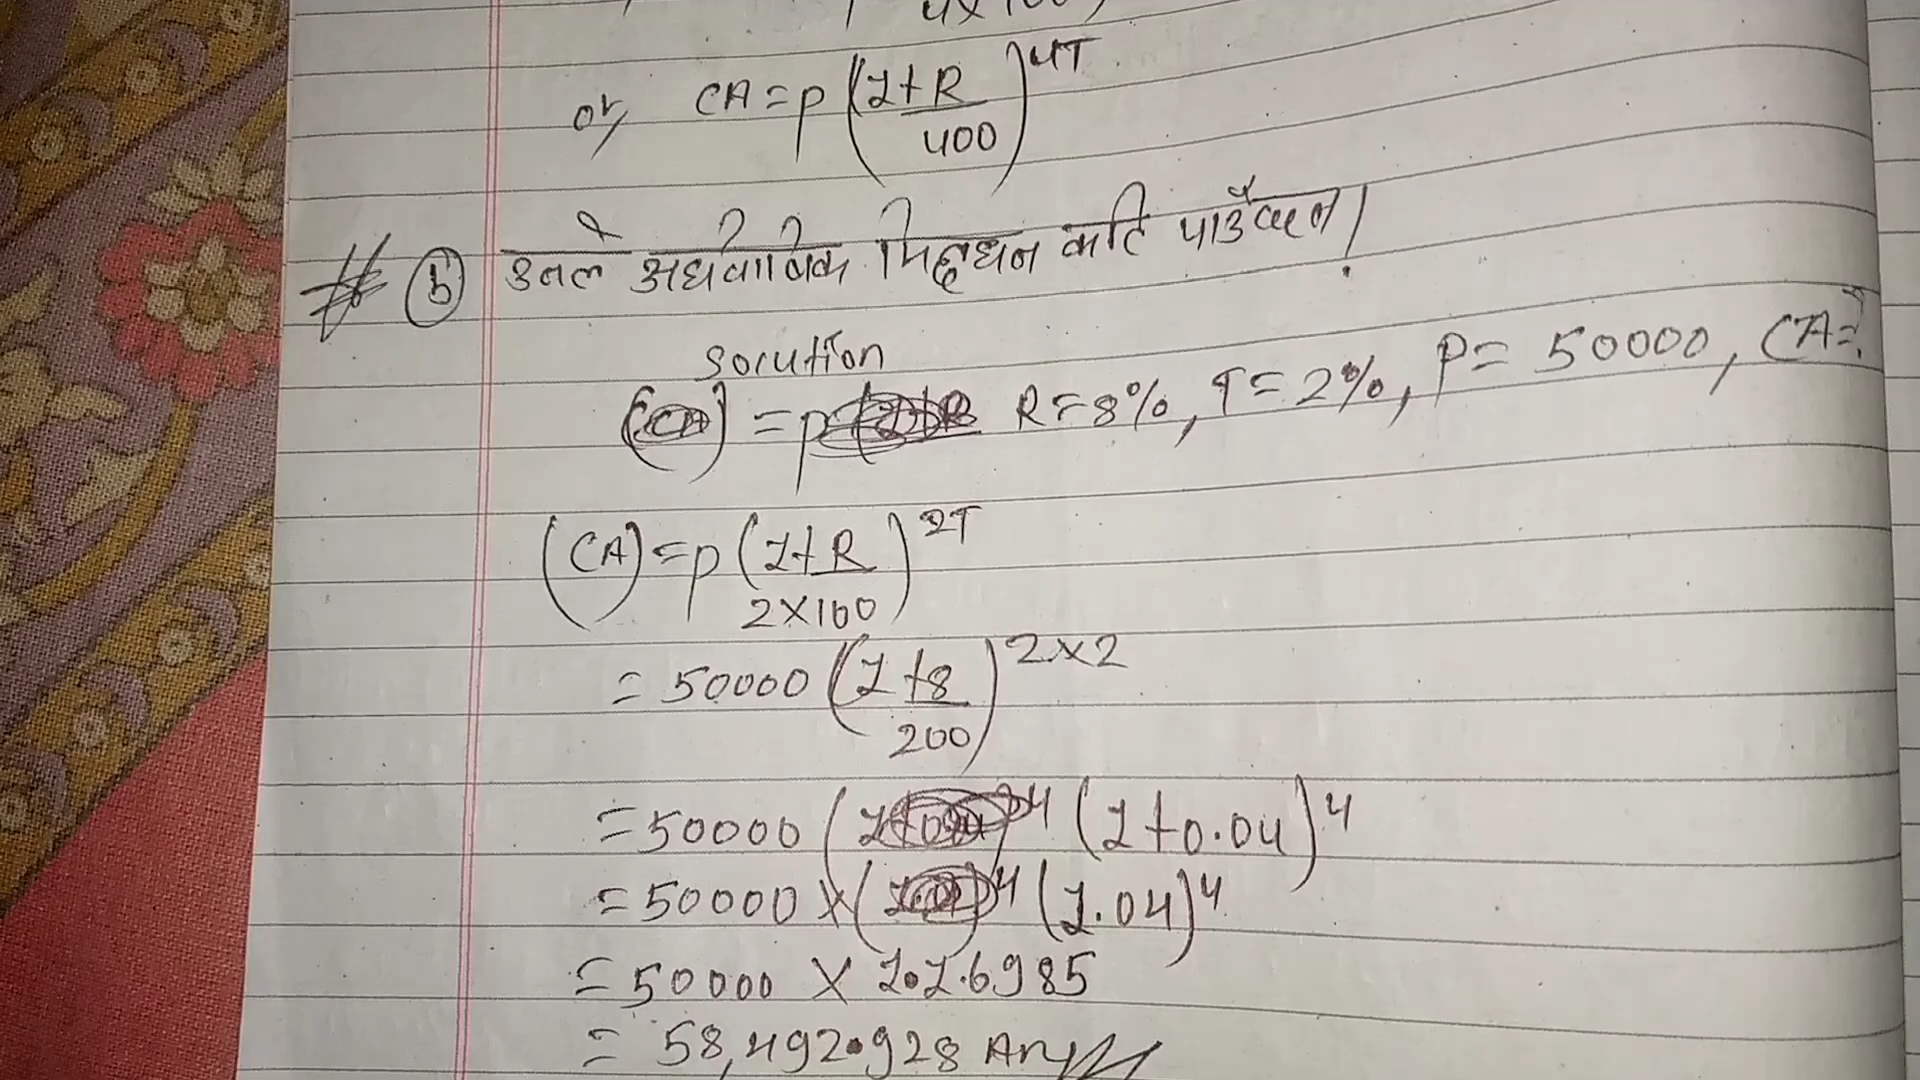 or, CA = P (1+R/400)^4T
(b) उनले अर्धवार्षिक मिश्रधन कति पाउँछन् ।
Solution
R = 8%, T = 2%, P = 50000, CA = ?
(CA) = P (1+R/2×100)^2T
= 50000 (1+8/200)^2×2
= 50000 (1+0.04)^4
= 50000 × (1.04)^4
= 50000 × 1.1.6985
= 58,492.928 Ans